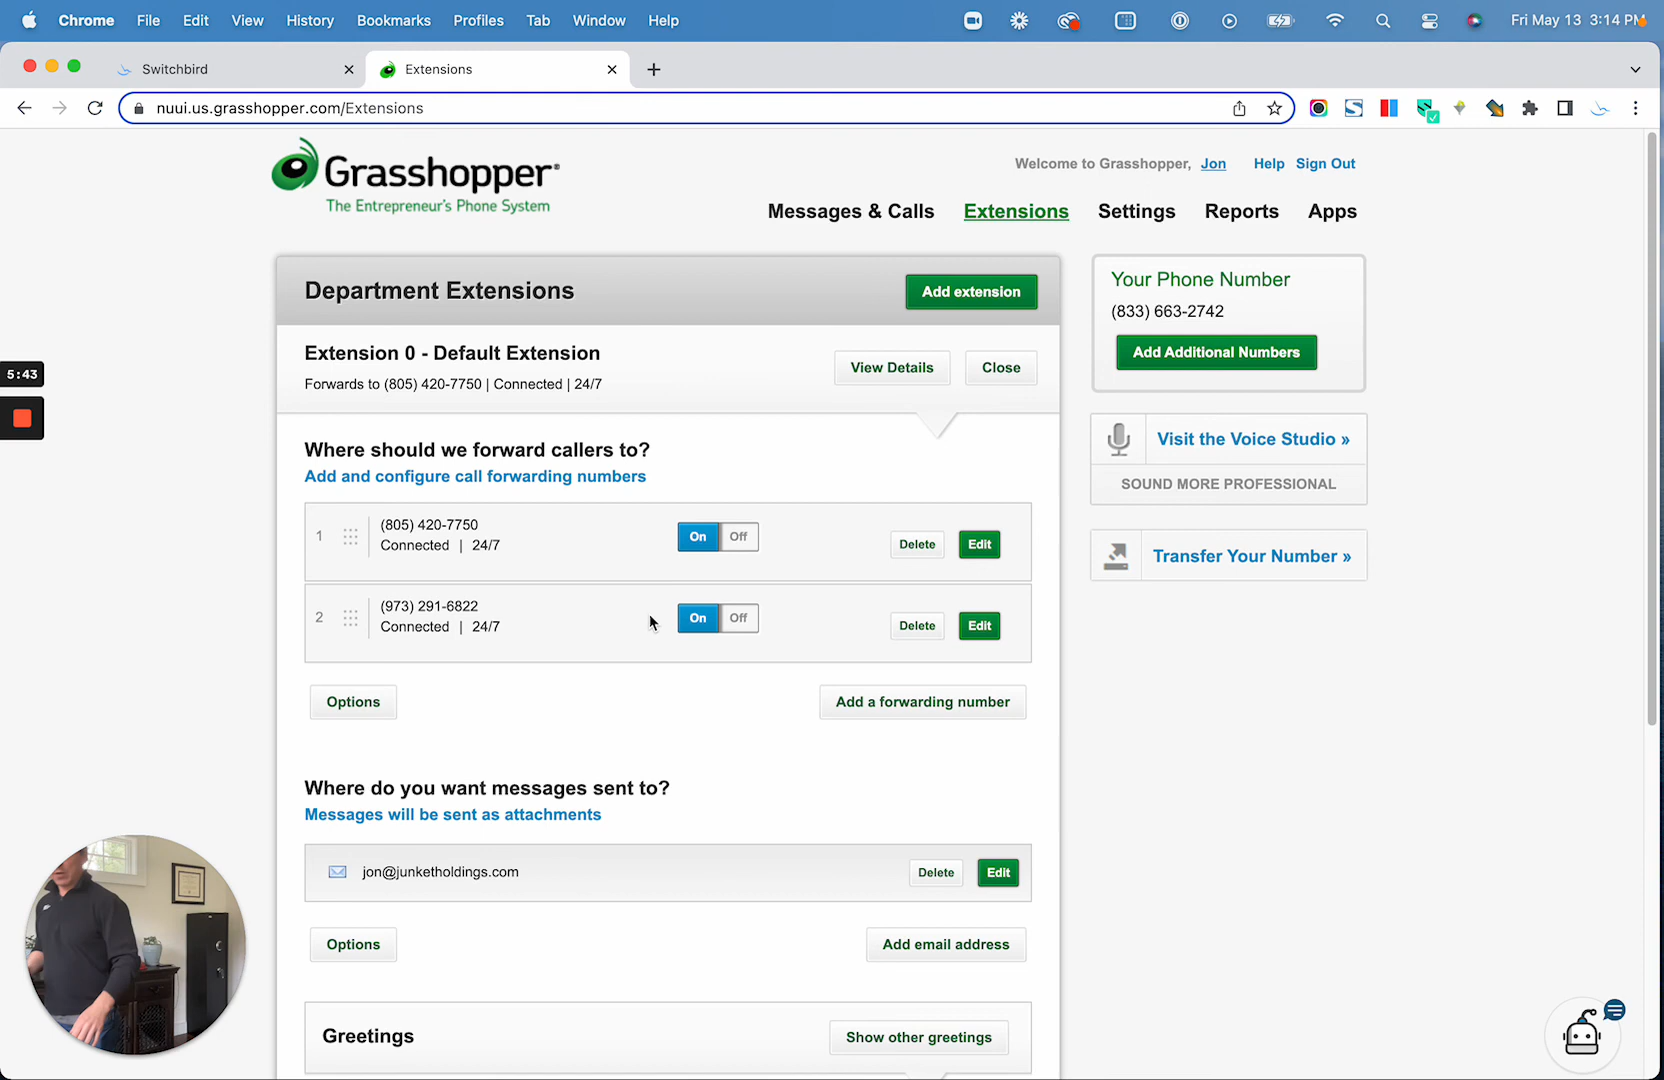 Chrome File Edit View History Bookmarks Profiles Tab Window Help Fri May 13 3:14 PM
Switchbird Extensions
nuui.us.grasshopper.com/Extensions
Grasshopper®
The Entrepreneur's Phone System
Welcome to Grasshopper, Jon Help Sign Out
Messages & Calls Extensions Settings Reports Apps
Department Extensions
Add extension
Extension 0 - Default Extension
Forwards to (805) 420-7750 | Connected | 24/7
View Details Close
Where should we forward callers to?
Add and configure call forwarding numbers
1 (805) 420-7750
Connected | 24/7
On Off Delete Edit
2 (973) 291-6822
Connected | 24/7
On Off Delete Edit
Options Add a forwarding number
Where do you want messages sent to?
Messages will be sent as attachments
jon@junketholdings.com Delete Edit
Options Add email address
Greetings Show other greetings
Your Phone Number
(833) 663-2742
Add Additional Numbers
Visit the Voice Studio »
SOUND MORE PROFESSIONAL
Transfer Your Number »
5:43